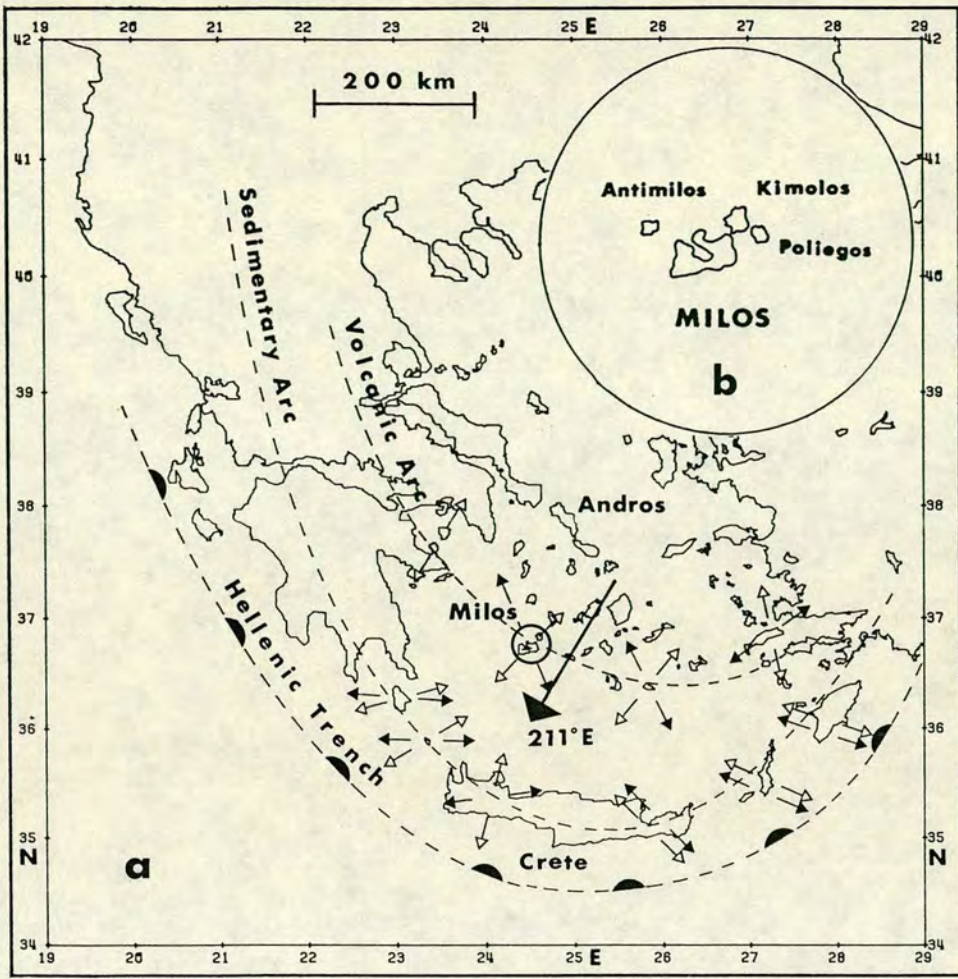 19 20 21 22 23 24 25 E 26 27 28 29
42 42
200 km
41 41
Antimilos Kimolos
Poliegos
40 40
MILOS
b
Sedimentary Arc
Volcanic Arc
39 39
38 38
Andros
37 37
Milos
Hellenic Trench
211°E
36 36
35 35
N N
a
Crete
34 34
19 20 21 22 23 24 25 E 26 27 28 29